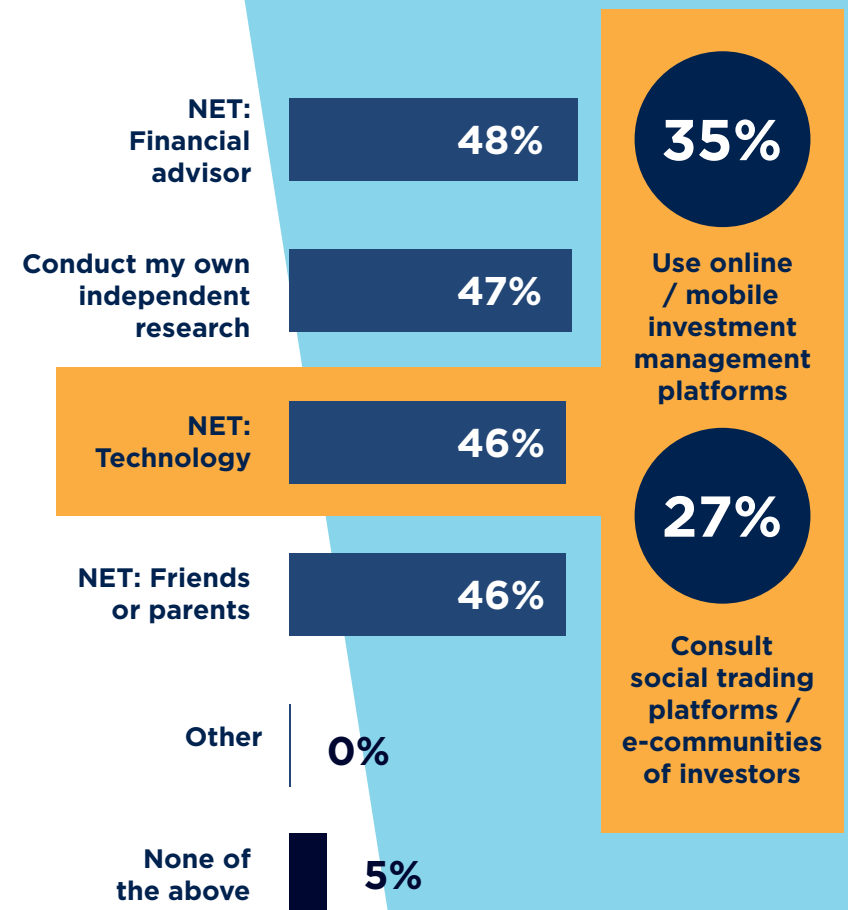 NET:
Financial
advisor
48%
Conduct my own
independent
research
47%
NET:
Technology
46%
NET: Friends
or parents
46%
Other
0%
None of
the above
5%
35%
Use online
/ mobile
investment
management
platforms
27%
Consult
social trading
platforms /
e-communities
of investors